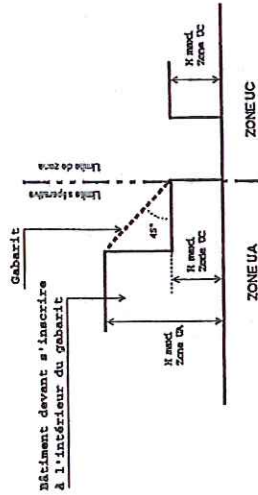 Bâtiment devant s'inscrire
à l'intérieur du gabarit
Gabarit
Limite séparative
Limite de zone
45°
H maxi
Zone UA
H maxi
Zone UC
H maxi
Zone UC
ZONE UA
ZONE UC